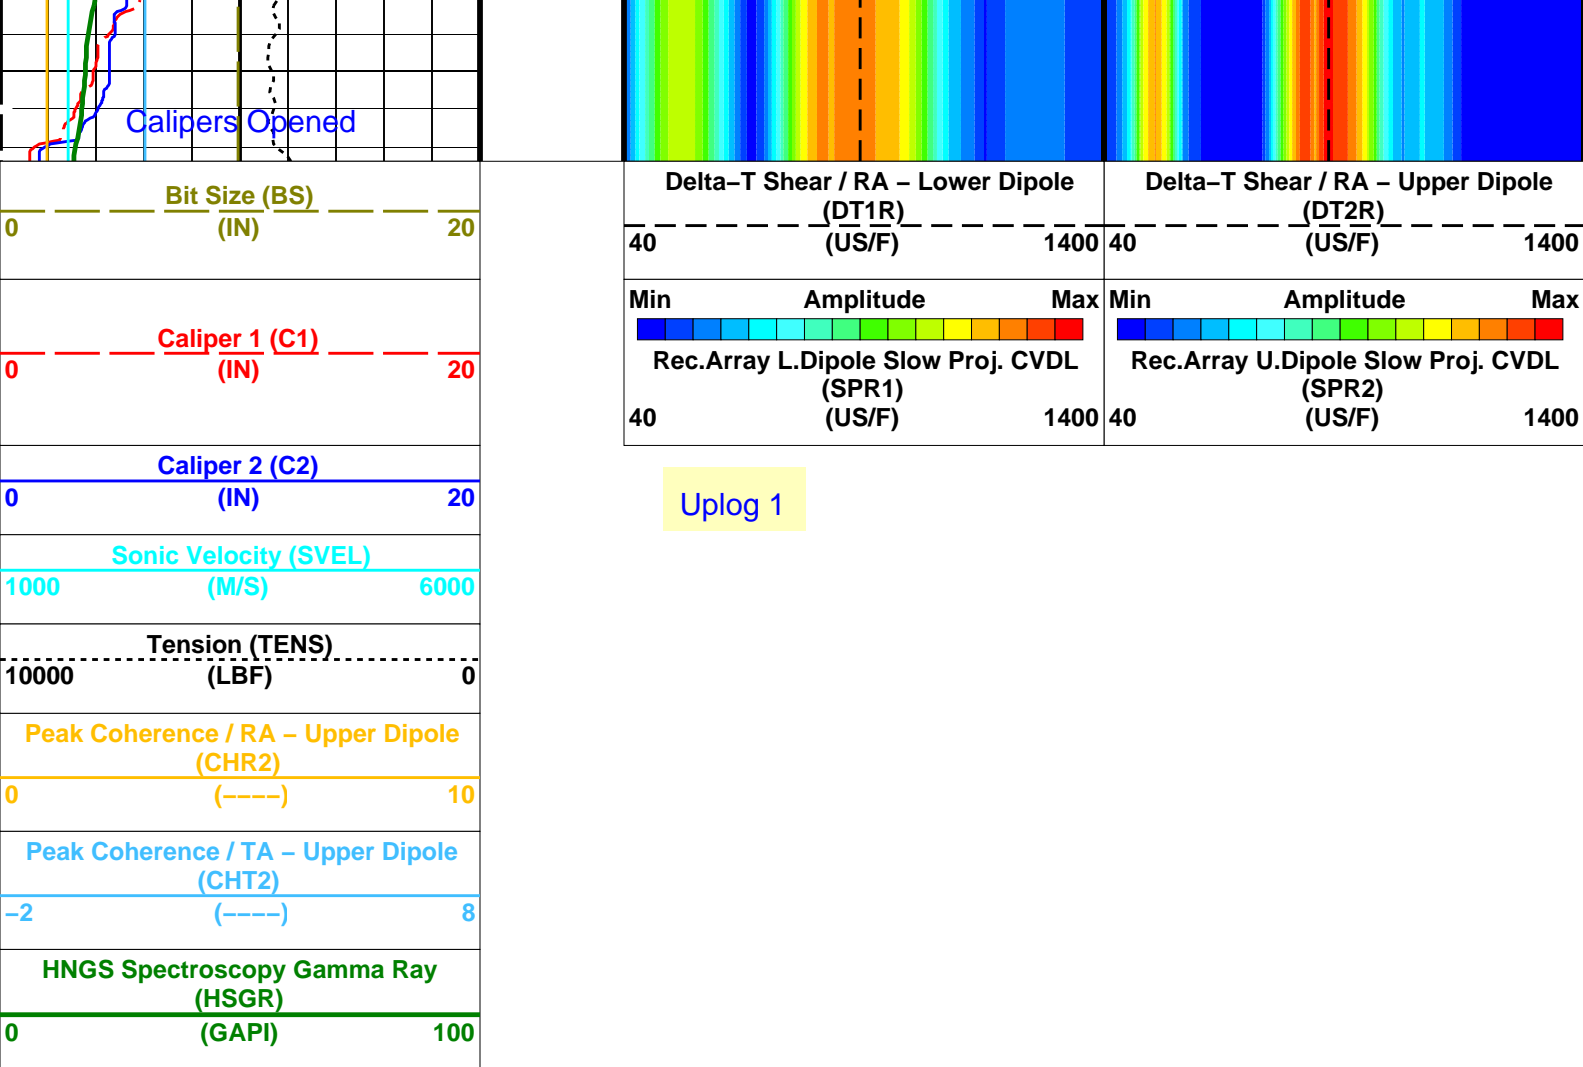 Calipers Opened
Bit Size (BS)
0 (IN) 20
Caliper 1 (C1)
0 (IN) 20
Caliper 2 (C2)
0 (IN) 20
Sonic Velocity (SVEL)
1000 (M/S) 6000
Tension (TENS)
10000 (LBF) 0
Peak Coherence / RA – Upper Dipole
(CHR2)
0 (––––) 10
Peak Coherence / TA – Upper Dipole
(CHT2)
–2 (––––) 8
HNGS Spectroscopy Gamma Ray
(HSGR)
0 (GAPI) 100
Delta–T Shear / RA – Lower Dipole
(DT1R)
40 (US/F) 1400
Min Amplitude Max
Rec.Array L.Dipole Slow Proj. CVDL
(SPR1)
40 (US/F) 1400
Delta–T Shear / RA – Upper Dipole
(DT2R)
40 (US/F) 1400
Min Amplitude Max
Rec.Array U.Dipole Slow Proj. CVDL
(SPR2)
40 (US/F) 1400
Uplog 1